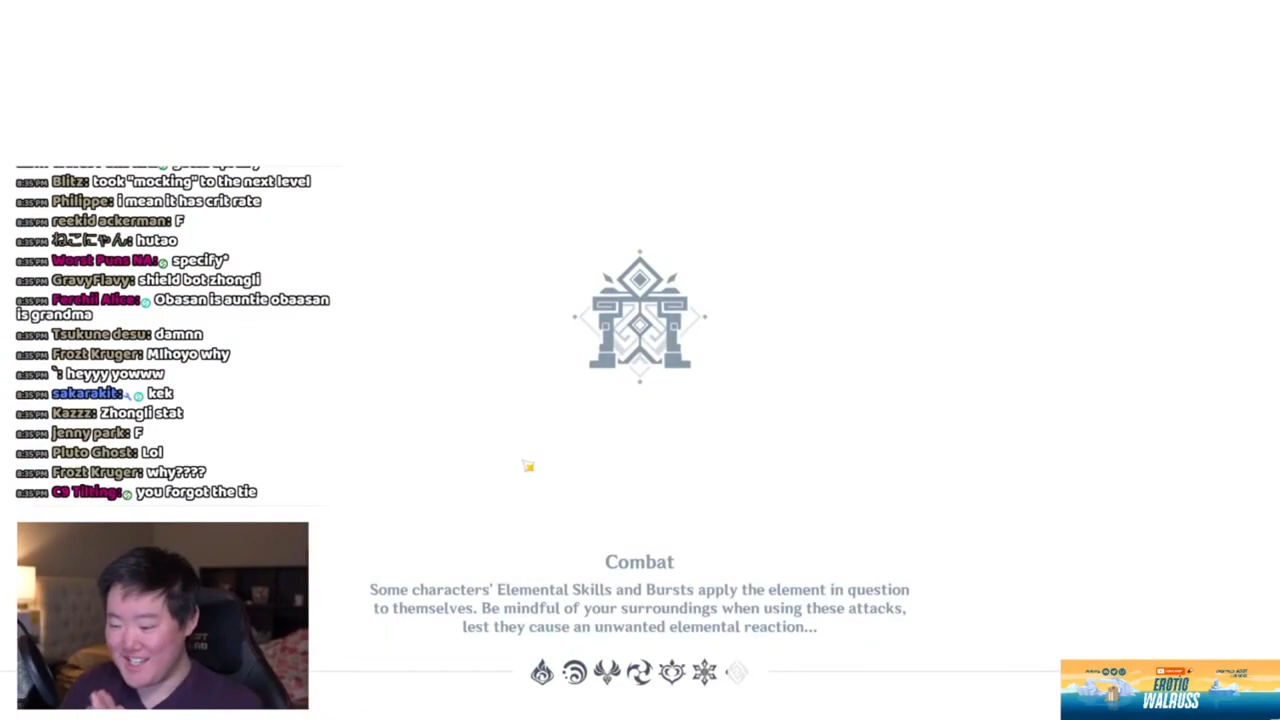 8:35 PM Blitz: took "mocking" to the next level
8:35 PM Philippe: i mean it has crit rate
8:35 PM reekid ackerman: F
8:35 PM ねこにゃん: hutao
8:35 PM Worst Puns NA: specify*
8:35 PM GravyFlavy: shield bot zhongli
8:35 PM Ferchii Alice: Obasan is auntie obaasan
is grandma
8:35 PM Tsukune desu: damnn
8:35 PM Frozt Kruger: MIhoyo why
8:35 PM `: heyyy yowww
8:35 PM sakarakit: kek
8:35 PM Kazzz: Zhongli stat
8:35 PM jenny park: F
8:35 PM Pluto Ghost: Lol
8:35 PM Frozt Kruger: why????
8:35 PM C9 Tilting: you forgot the tie
Combat
Some characters' Elemental Skills and Bursts apply the element in question
to themselves. Be mindful of your surroundings when using these attacks,
lest they cause an unwanted elemental reaction...
EROTIC
WALRUSS